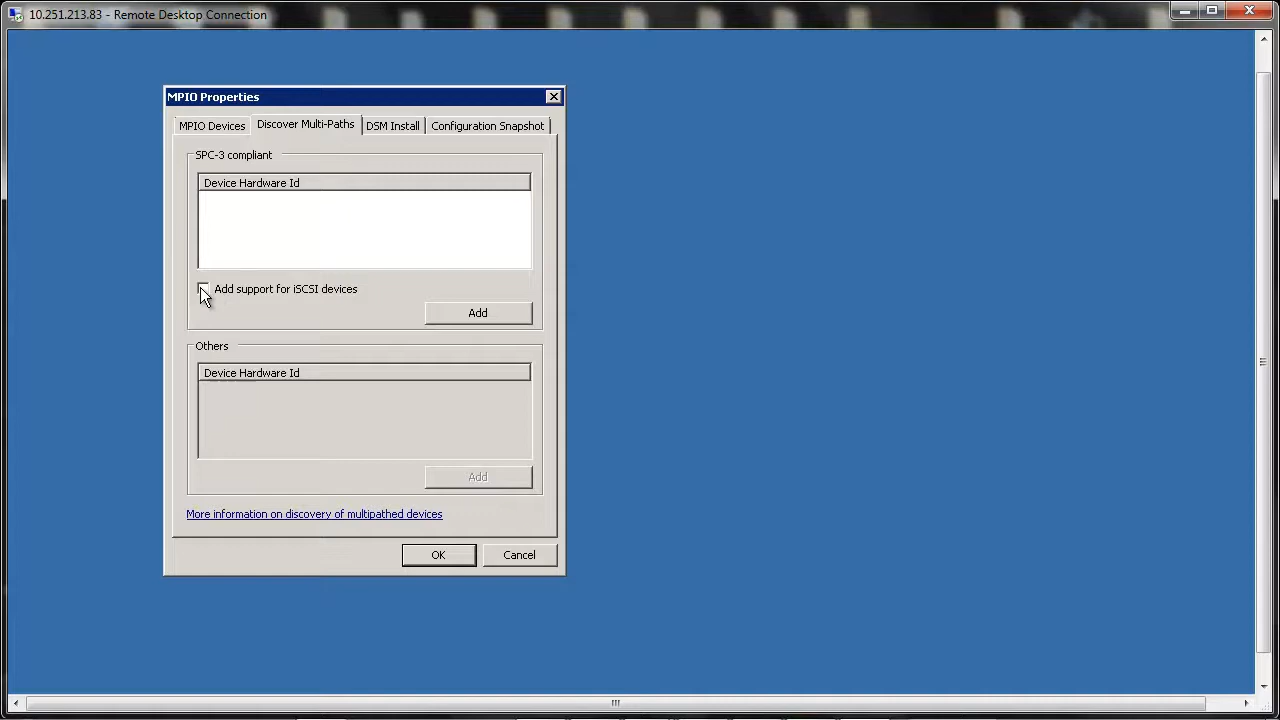 10.251.213.83 - Remote Desktop Connection
MPIO Properties
MPIO Devices
Discover Multi-Paths
DSM Install
Configuration Snapshot
SPC-3 compliant
Device Hardware Id
Add support for iSCSI devices
Add
Others
Device Hardware Id
Add
More information on discovery of multipathed devices
OK
Cancel